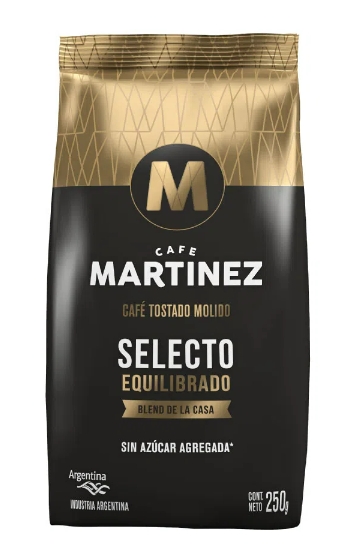 M
CAFE
MARTINEZ
CAFÉ TOSTADO MOLIDO
SELECTO
EQUILIBRADO
BLEND DE LA CASA
SIN AZÚCAR AGREGADA*
Argentina
INDUSTRIA ARGENTINA
CONT.
NETO 250g